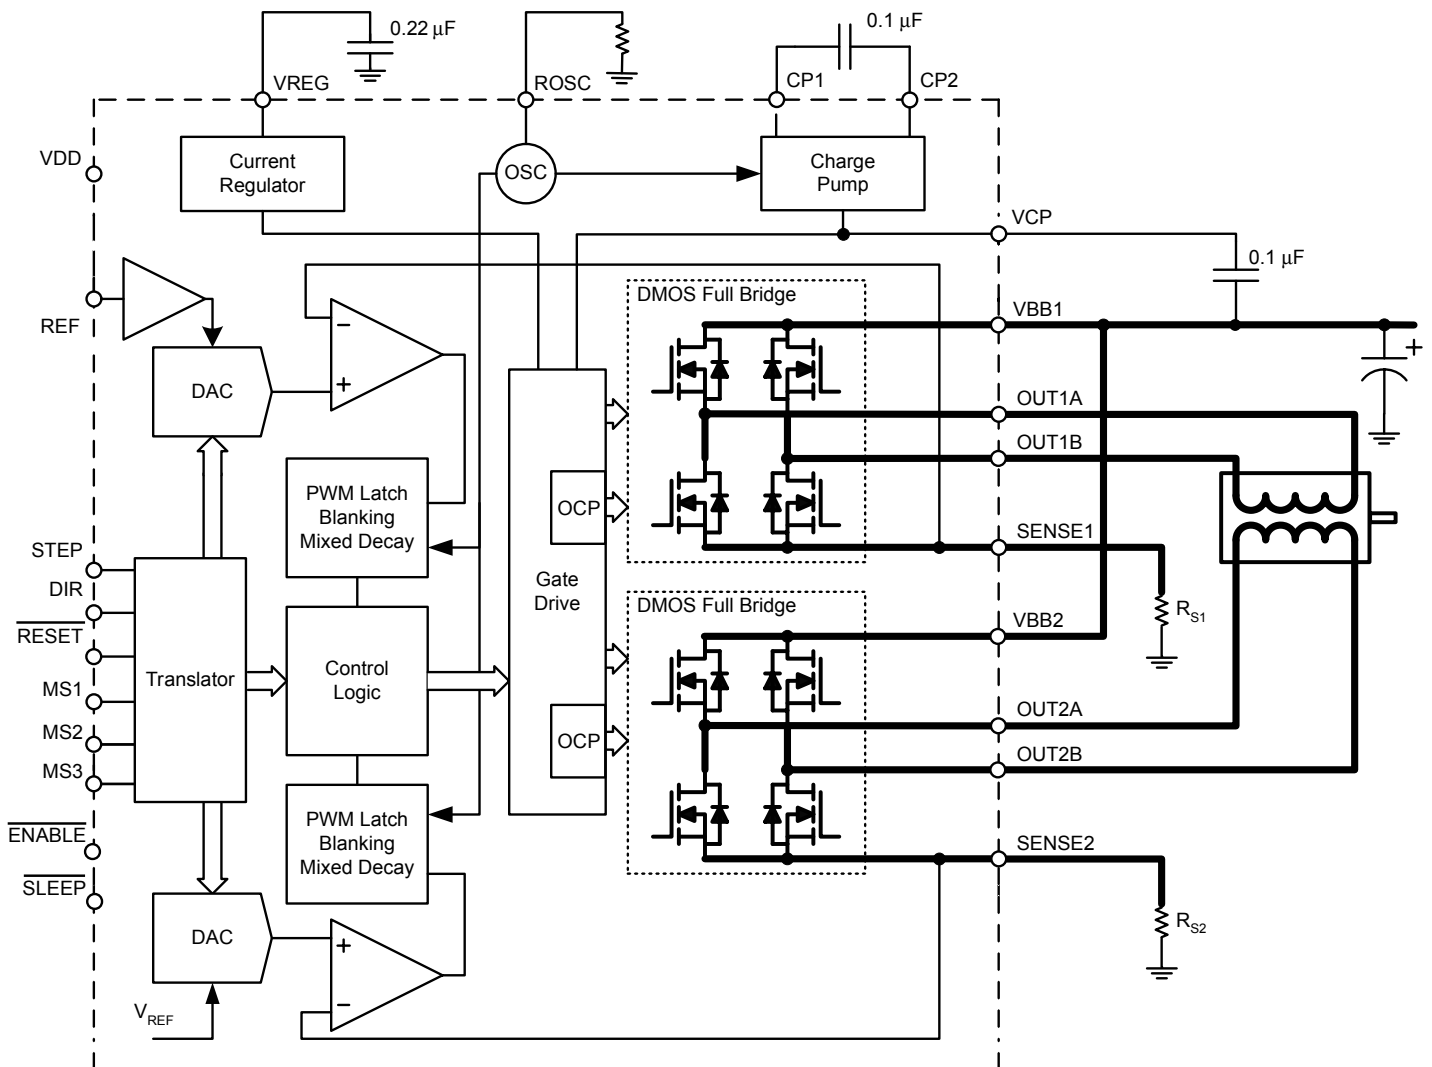 0.22 µF
0.1 µF
VREG
ROSC
CP1
CP2
VDD
Current
Regulator
OSC
Charge
Pump
VCP
0.1 µF
REF
DMOS Full Bridge
VBB1
−
+
+
DAC
OUT1A
OUT1B
PWM Latch
Blanking
Mixed Decay
OCP
SENSE1
STEP
DIR
RESET
MS1
MS2
MS3
Translator
Control
Logic
Gate
Drive
DMOS Full Bridge
RS1
VBB2
OUT2A
OCP
OUT2B
ENABLE
SLEEP
PWM Latch
Blanking
Mixed Decay
SENSE2
DAC
+
−
RS2
VREF